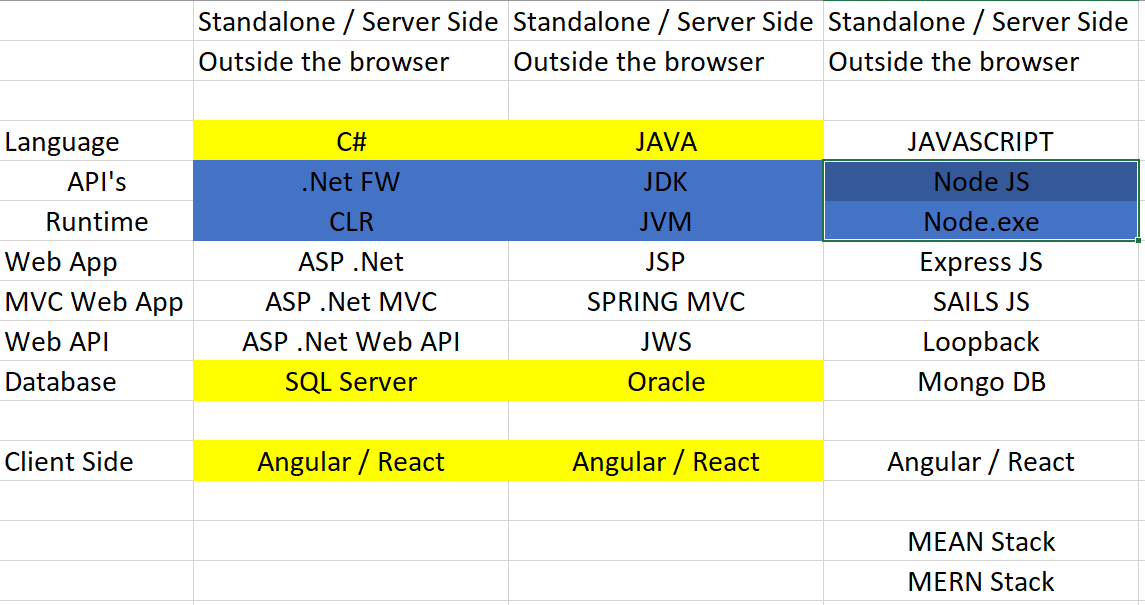 Standalone / Server Side Standalone / Server Side Standalone / Server Side
Outside the browser Outside the browser Outside the browser
Language C# JAVA JAVASCRIPT
API's .Net FW JDK Node JS
Runtime CLR JVM Node.exe
Web App ASP .Net JSP Express JS
MVC Web App ASP .Net MVC SPRING MVC SAILS JS
Web API ASP .Net Web API JWS Loopback
Database SQL Server Oracle Mongo DB
Client Side Angular / React Angular / React Angular / React
MEAN Stack
MERN Stack